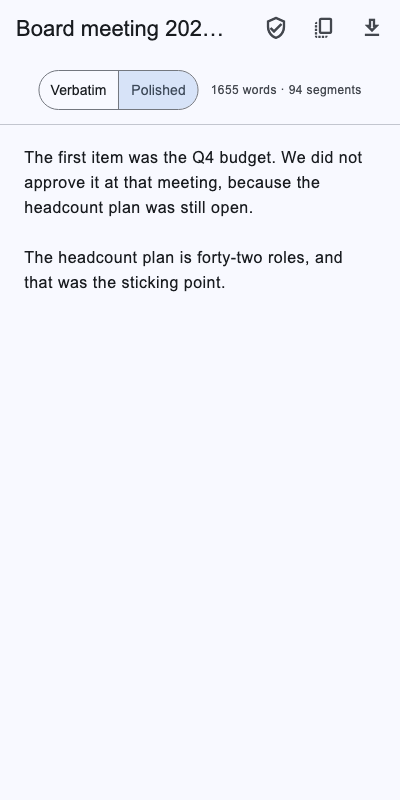 Board meeting 202…
Verbatim
Polished
1655 words · 94 segments
The first item was the Q4 budget. We did not
approve it at that meeting, because the
headcount plan was still open.
The headcount plan is forty-two roles, and
that was the sticking point.